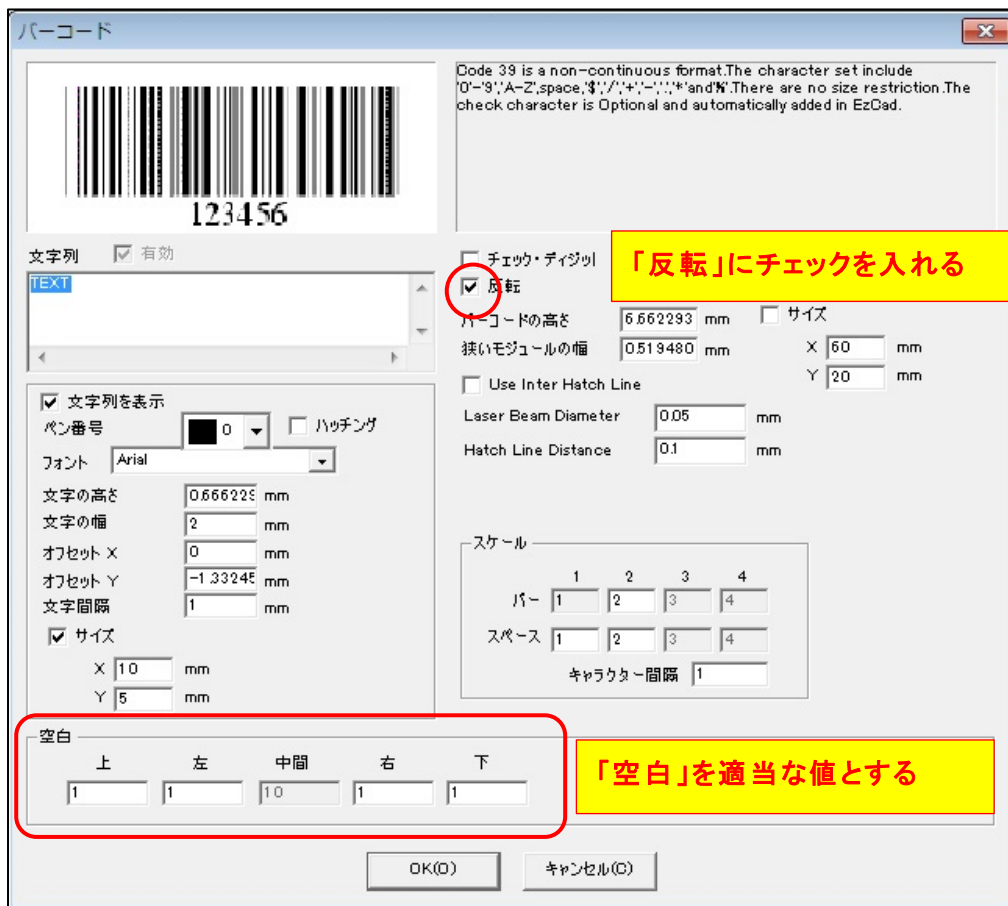 バーコード
Code 39 is a non-continuous format.The character set include
'0'-'9','A-Z',space,'$','/','+','-','.','*'and'%'.There are no size restriction.The
check character is Optional and automatically added in EzCad.
123456
文字列 有効
TEXT
チェック・ディジット
「反転」にチェックを入れる
反転
バーコードの高さ 6.662293 mm サイズ
狭いモジュールの幅 0.519480 mm X 60 mm
Y 20 mm
Use Inter Hatch Line
Laser Beam Diameter 0.05 mm
Hatch Line Distance 0.1 mm
文字列を表示
ペン番号 0 ハッチング
フォント Arial
文字の高さ 0.666229 mm
文字の幅 2 mm
オフセット X 0 mm
オフセット Y -1.33245 mm
文字間隔 1 mm
サイズ
X 10 mm
Y 5 mm
スケール
1 2 3 4
バー 1 2 3 4
スペース 1 2 3 4
キャラクター間隔 1
空白
上 左 中間 右 下
1 1 10 1 1
「空白」を適当な値とする
OK(O) キャンセル(C)